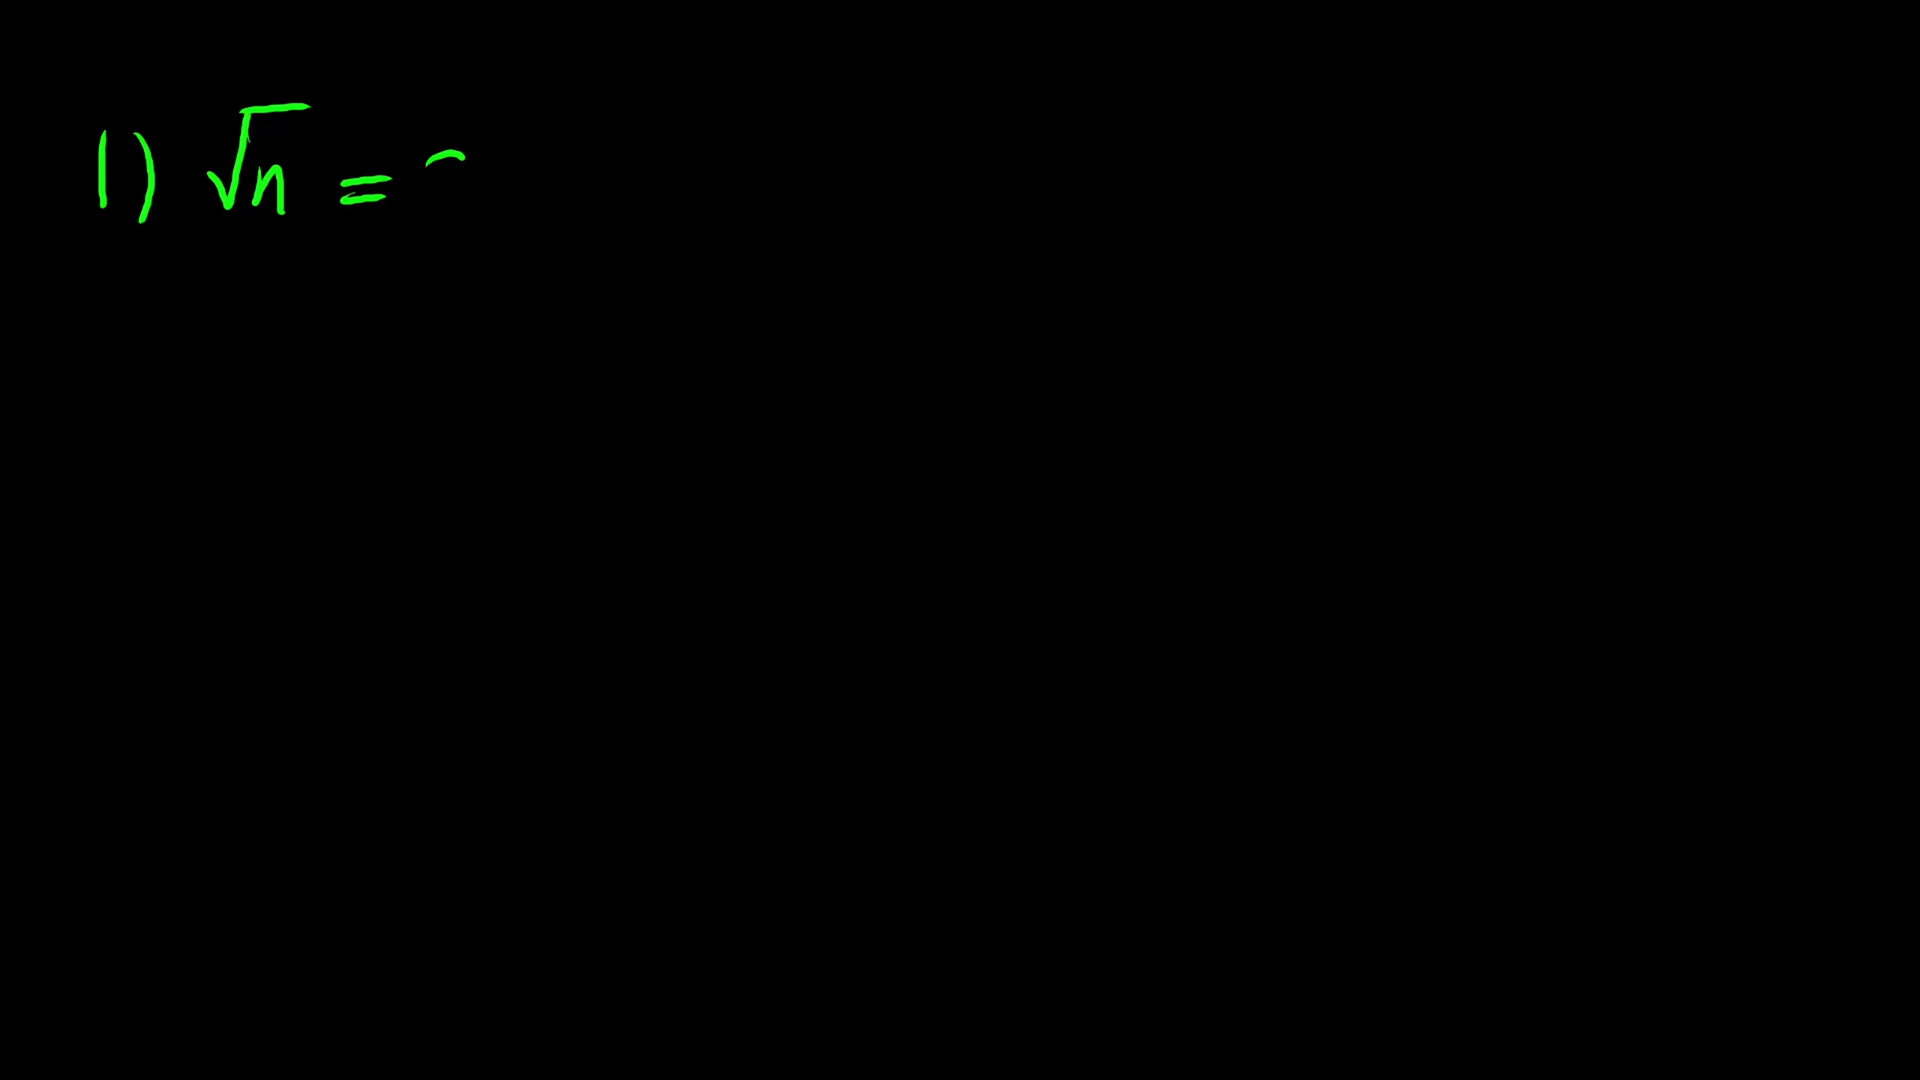 1) √n =